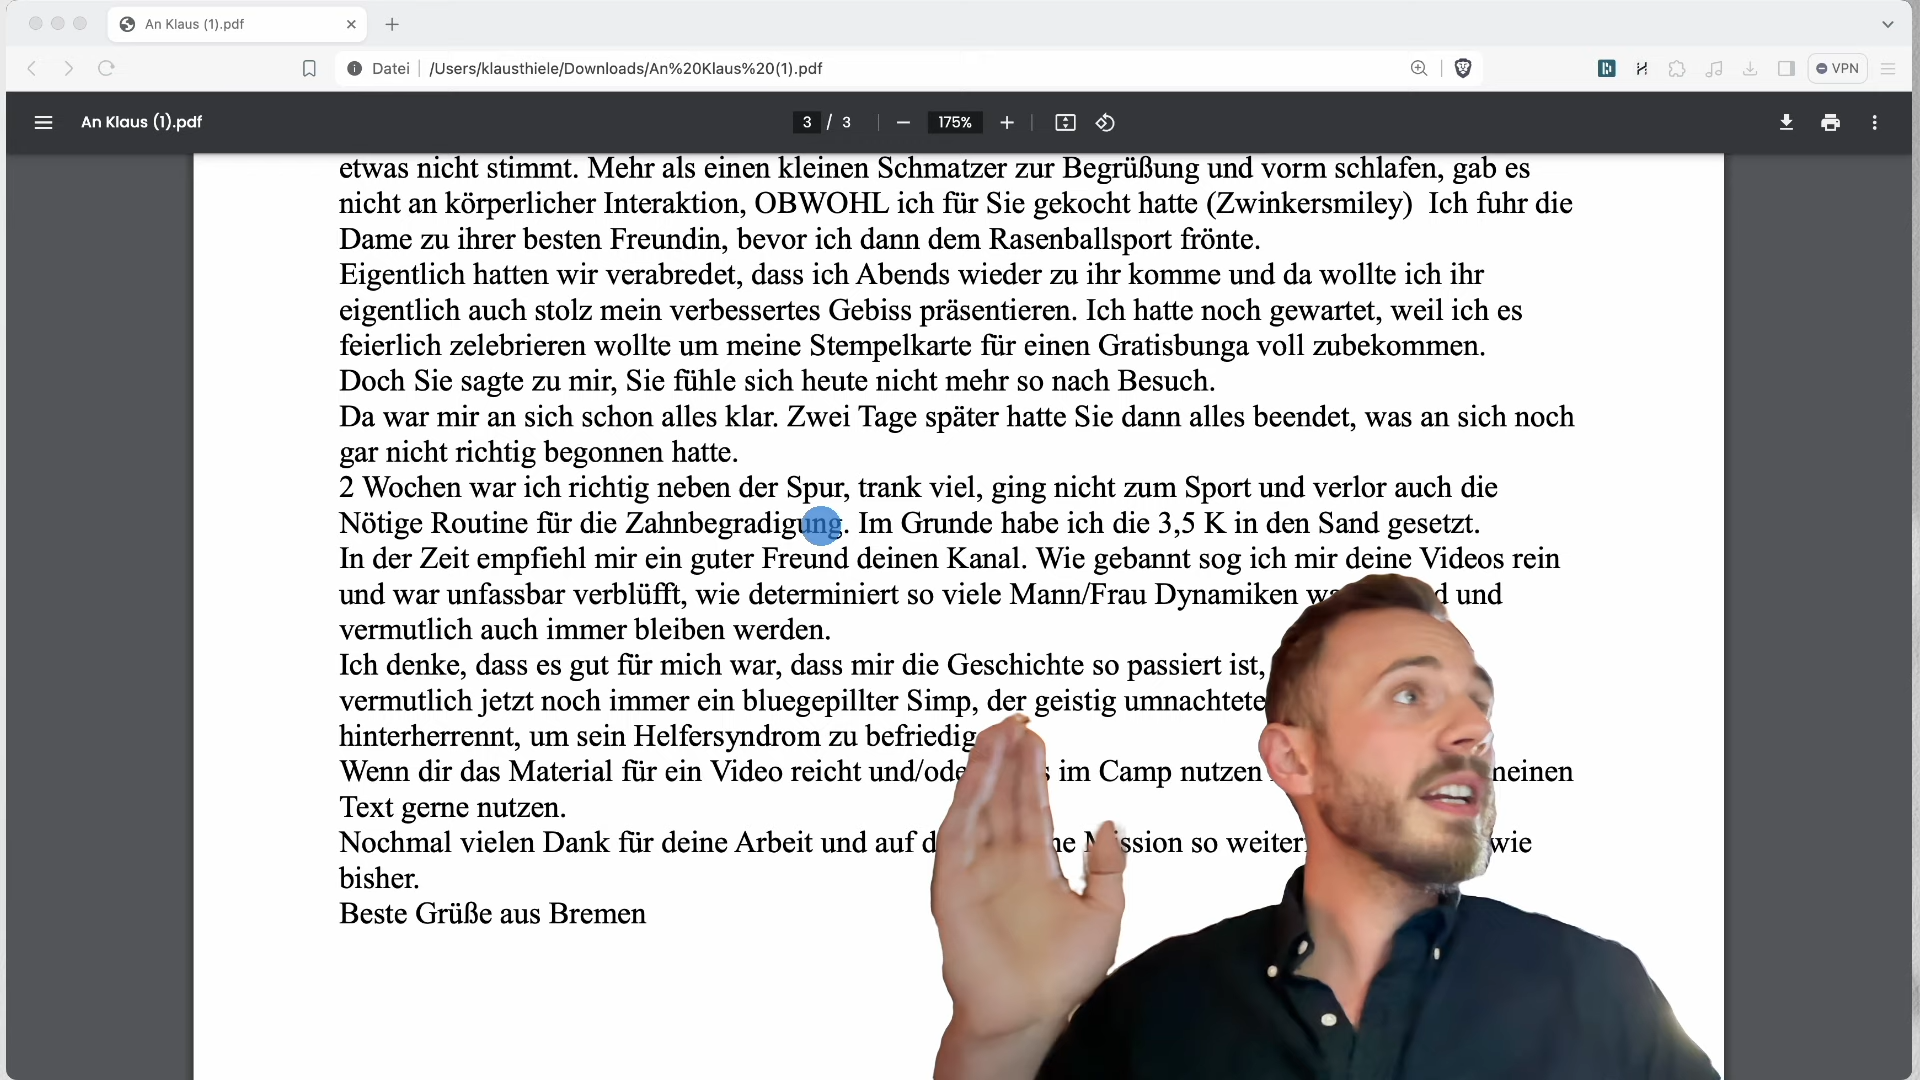 An Klaus (1).pdf
Datei /Users/klausthiele/Downloads/An%20Klaus%20(1).pdf
VPN
An Klaus (1).pdf
3 / 3
175%
etwas nicht stimmt. Mehr als einen kleinen Schmatzer zur Begrüßung und vorm schlafen, gab es
nicht an körperlicher Interaktion, OBWOHL ich für Sie gekocht hatte (Zwinkersmiley) Ich fuhr die
Dame zu ihrer besten Freundin, bevor ich dann dem Rasenballsport frönte.
Eigentlich hatten wir verabredet, dass ich Abends wieder zu ihr komme und da wollte ich ihr
eigentlich auch stolz mein verbessertes Gebiss präsentieren. Ich hatte noch gewartet, weil ich es
feierlich zelebrieren wollte um meine Stempelkarte für einen Gratisbunga voll zubekommen.
Doch Sie sagte zu mir, Sie fühle sich heute nicht mehr so nach Besuch.
Da war mir an sich schon alles klar. Zwei Tage später hatte Sie dann alles beendet, was an sich noch
gar nicht richtig begonnen hatte.
2 Wochen war ich richtig neben der Spur, trank viel, ging nicht zum Sport und verlor auch die
Nötige Routine für die Zahnbegradigung. Im Grunde habe ich die 3,5 K in den Sand gesetzt.
In der Zeit empfiehl mir ein guter Freund deinen Kanal. Wie gebannt sog ich mir deine Videos rein
und war unfassbar verblüfft, wie determiniert so viele Mann/Frau Dynamiken und
vermutlich auch immer bleiben werden.
Ich denke, dass es gut für mich war, dass mir die Geschichte so passiert ist,
vermutlich jetzt noch immer ein bluegepillter Simp, der geistig umnachtete
hinterherrennt, um sein Helfersyndrom zu
Wenn dir das Material für ein Video reicht im Camp nutzen meinen
Text gerne nutzen.
Nochmal vielen Dank für deine Arbeit und auf so wie
bisher.
Beste Grüße aus Bremen